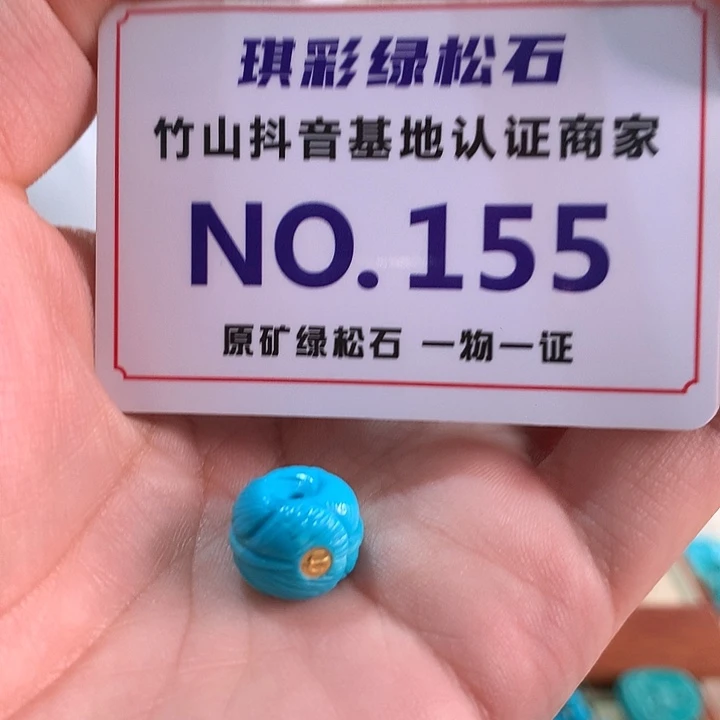 琪彩绿松石
竹山抖音基地认证商家
NO.155
原矿绿松石 一物一证